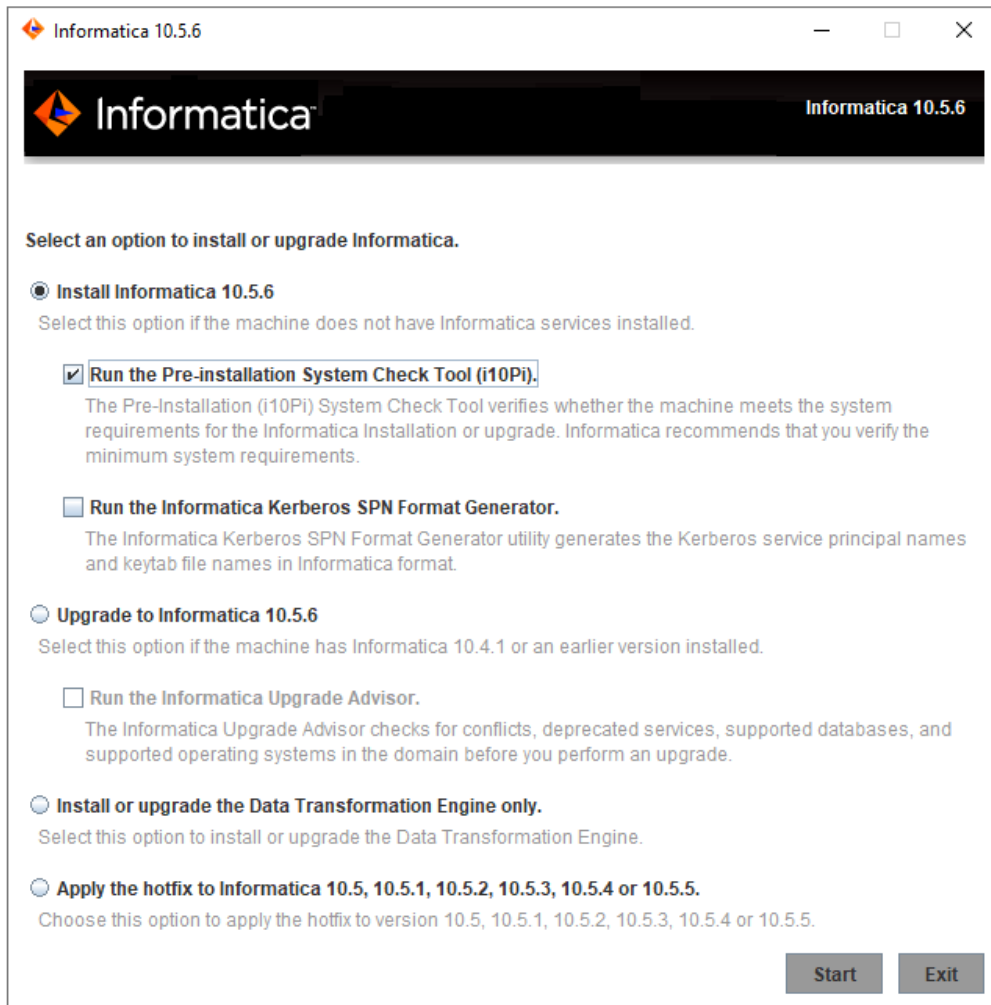 Informatica 10.5.6
Informatica
Informatica 10.5.6
Select an option to install or upgrade Informatica.
Install Informatica 10.5.6
Select this option if the machine does not have Informatica services installed.
Run the Pre-installation System Check Tool (i10Pi).
The Pre-Installation (i10Pi) System Check Tool verifies whether the machine meets the system
requirements for the Informatica Installation or upgrade. Informatica recommends that you verify the
minimum system requirements.
Run the Informatica Kerberos SPN Format Generator.
The Informatica Kerberos SPN Format Generator utility generates the Kerberos service principal names
and keytab file names in Informatica format.
Upgrade to Informatica 10.5.6
Select this option if the machine has Informatica 10.4.1 or an earlier version installed.
Run the Informatica Upgrade Advisor.
The Informatica Upgrade Advisor checks for conflicts, deprecated services, supported databases, and
supported operating systems in the domain before you perform an upgrade.
Install or upgrade the Data Transformation Engine only.
Select this option to install or upgrade the Data Transformation Engine.
Apply the hotfix to Informatica 10.5, 10.5.1, 10.5.2, 10.5.3, 10.5.4 or 10.5.5.
Choose this option to apply the hotfix to version 10.5, 10.5.1, 10.5.2, 10.5.3, 10.5.4 or 10.5.5.
Start Exit